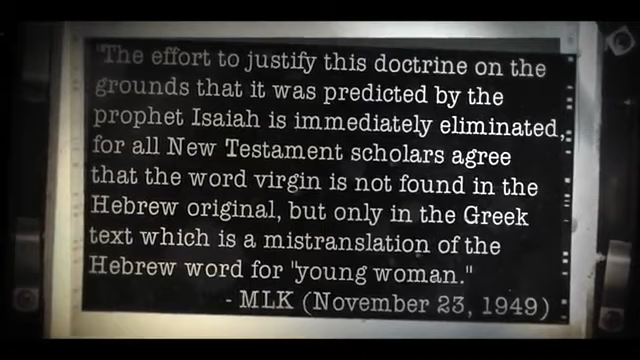 "The effort to justify this doctrine on the
grounds that it was predicted by the
prophet Isaiah is immediately eliminated,
for all New Testament scholars agree
that the word virgin is not found in the
Hebrew original, but only in the Greek
text which is a mistranslation of the
Hebrew word for "young woman."
- MLK (November 23, 1949)